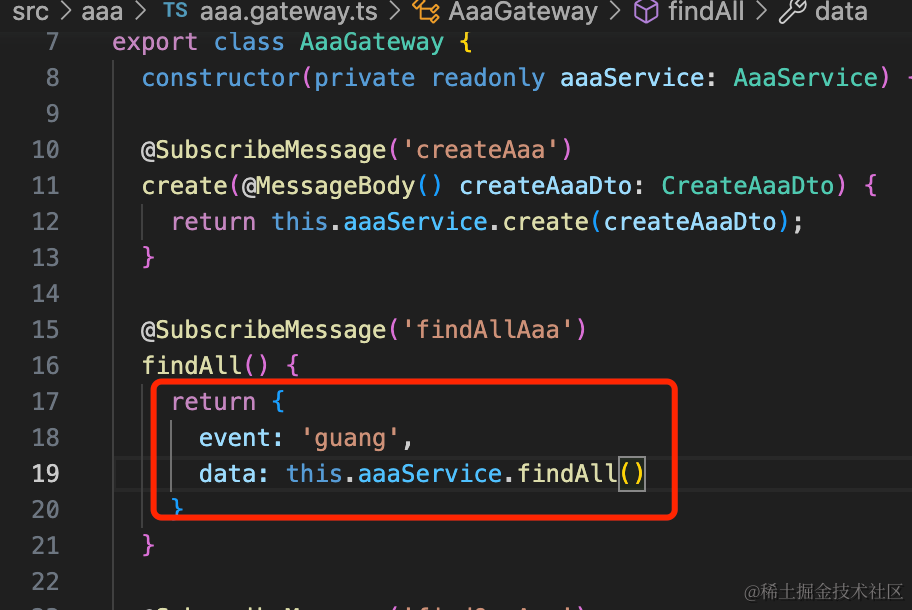 src > aaa > TS aaa.gateway.ts > AaaGateway > findAll > data
7 export class AaaGateway {
8 constructor(private readonly aaaService: AaaService)
9
10 @SubscribeMessage('createAaa')
11 create(@MessageBody() createAaaDto: CreateAaaDto) {
12 return this.aaaService.create(createAaaDto);
13 }
14
15 @SubscribeMessage('findAllAaa')
16 findAll() {
17 return {
18 event: 'guang',
19 data: this.aaaService.findAll()
20 }
21 }
22
@稀土掘金技术社区